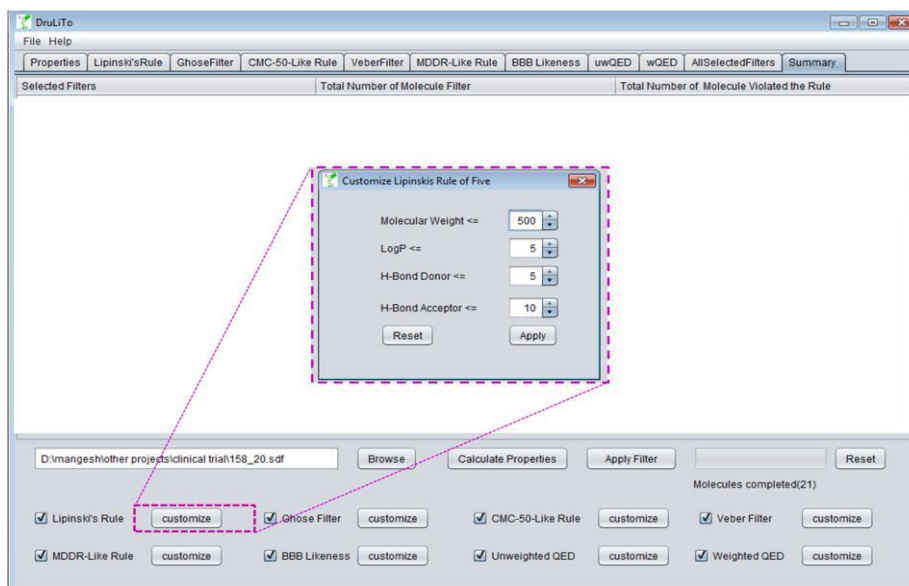 DruLiTo
File Help
Properties Lipinski'sRule GhoseFilter CMC-50-Like Rule VeberFilter MDDR-Like Rule BBB Likeness uwQED wQED AllSelectedFilters Summary
Selected Filters Total Number of Molecule Filter Total Number of Molecule Violated the Rule
Customize Lipinskis Rule of Five
Molecular Weight <= 500
LogP <= 5
H-Bond Donor <= 5
H-Bond Acceptor <= 10
Reset Apply
D:\mangesh\other projects\clinical trial\158_20.sdf Browse Calculate Properties Apply Filter Reset
Molecules completed(21)
Lipinski's Rule customize Ghose Filter customize CMC-50-Like Rule customize Veber Filter customize
MDDR-Like Rule customize BBB Likeness customize Unweighted QED customize Weighted QED customize